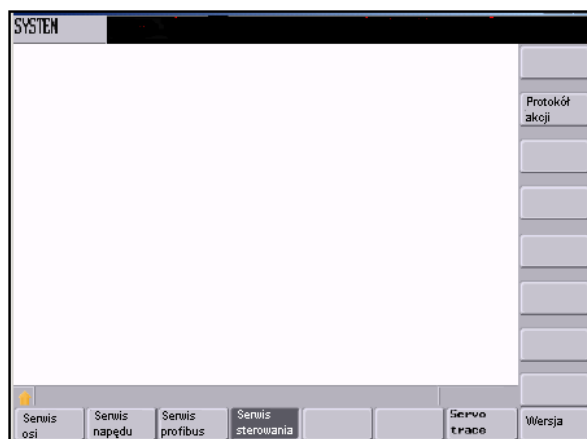 SYSTEM
Protokół
akcji
Serwis
osi
Serwis
napędu
Serwis
profibus
Serwis
sterowania
Servo
trace
Wersja